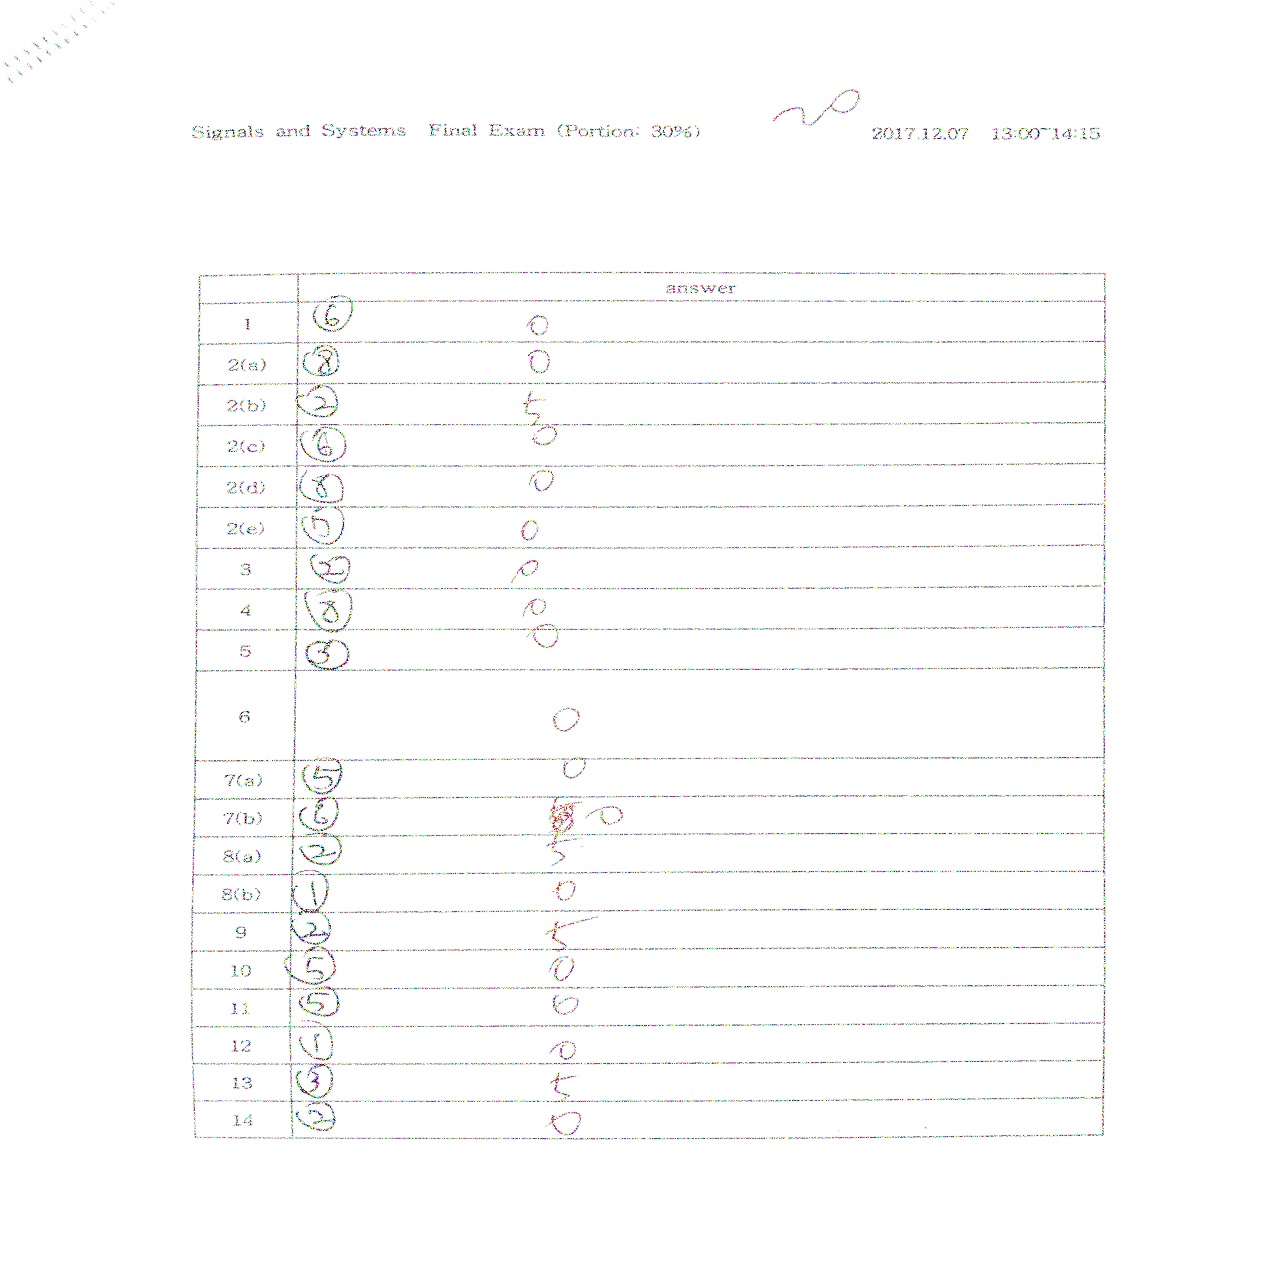 20
Signals and Systems Final Exam (Portion: 30%) 2017.12.07 13:00~14:15
answer
1 ⑥ 0
2(a) ⑧ 0
2(b) ② 5
2(c) ⑥ 0
2(d) ⑧ 0
2(e) ⑤ 0
3 ② 0
4 ⑧ 0
5 ③ 0
6 0
7(a) ⑤ 0
7(b) ⑥ 0
8(a) ② 5
8(b) ① 0
9 ② 5
10 ⑤ 0
11 ⑤ 0
12 ① 0
13 ③ 5
14 ② 0